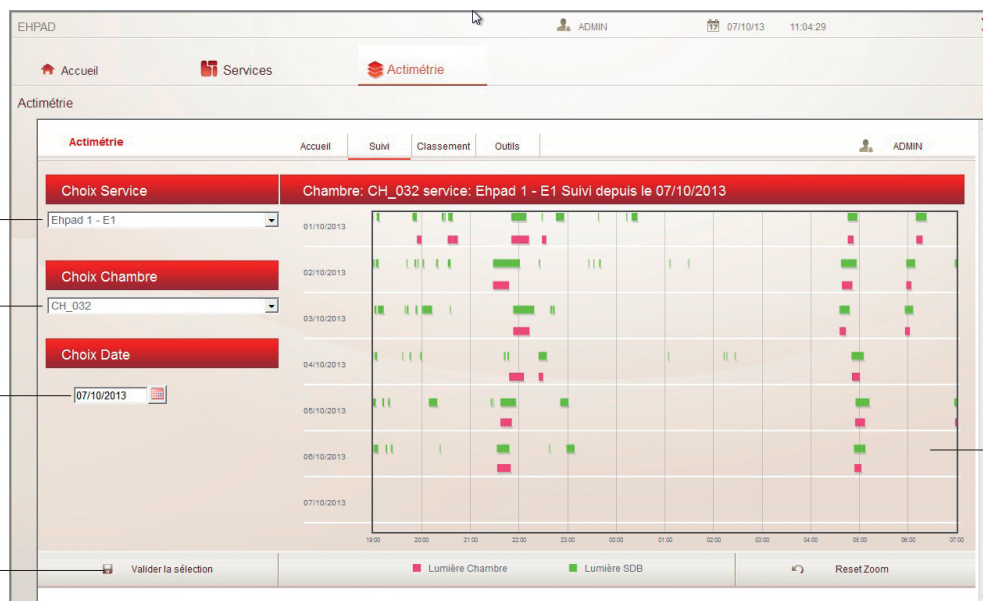 EHPAD
ADMIN
17 07/10/13 11:04:29
Accueil
Services
Actimétrie
Actimétrie
Actimétrie
Accueil Suivi Classement Outils
ADMIN
Choix Service
Chambre: CH_032 service: Ehpad 1 - E1 Suivi depuis le 07/10/2013
Ehpad 1 - E1
Choix Chambre
CH_032
Choix Date
07/10/2013
01/10/2013
02/10/2013
03/10/2013
04/10/2013
05/10/2013
06/10/2013
07/10/2013
19:00 20:00 21:00 22:00 23:00 00:00 01:00 02:00 03:00 04:00 05:00 06:00 07:00
Valider la sélection
Lumière Chambre
Lumière SDB
Reset Zoom